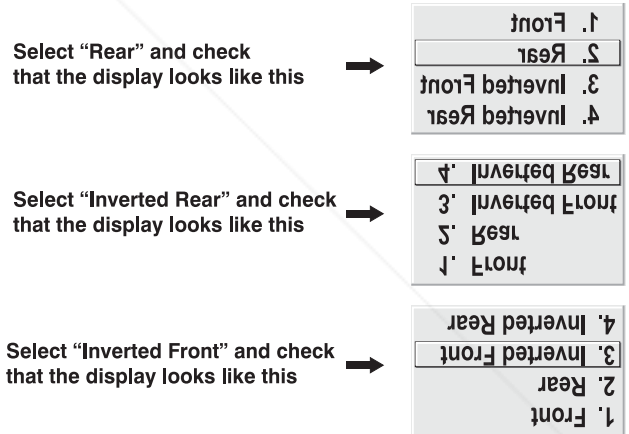 Select “Rear” and check
that the display looks like this
1. Front
2. Rear
3. Inverted Front
4. Inverted Rear
Select “Inverted Rear” and check
that the display looks like this
4. Inverted Rear
3. Inverted Front
2. Rear
1. Front
Select “Inverted Front” and check
that the display looks like this
4. Inverted Rear
3. Invetred Front
2. Rear
1. Front